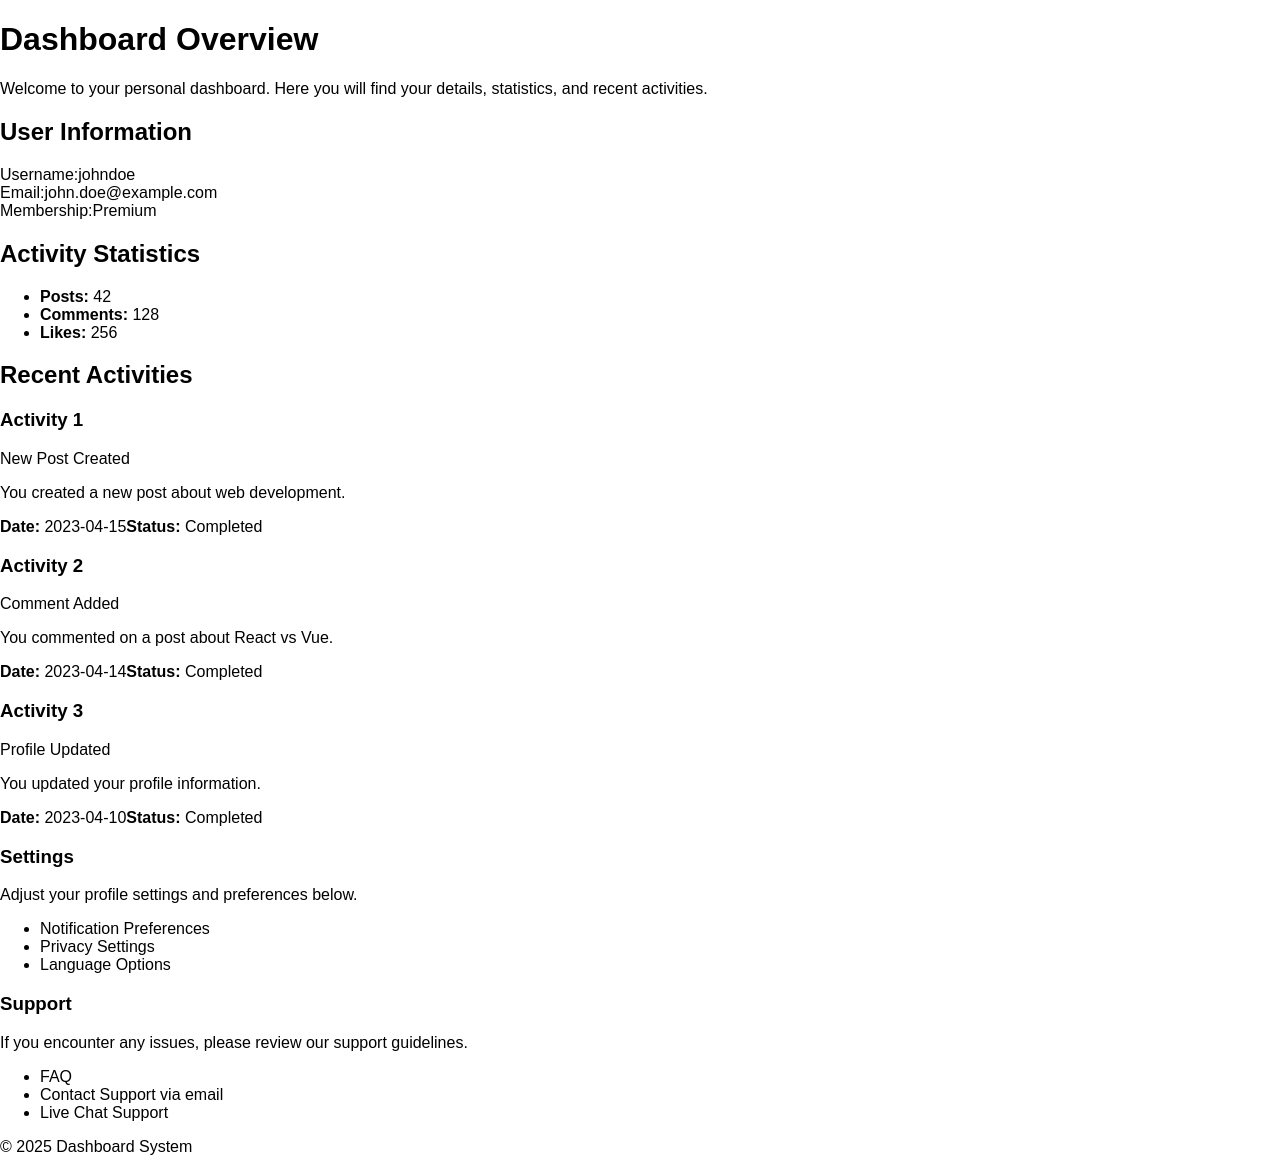 Dashboard Overview
Welcome to your personal dashboard. Here you will find your details, statistics, and recent activities.
User Information
Username:johndoe
Email:john.doe@example.com
Membership:Premium
Activity Statistics
• Posts: 42
• Comments: 128
• Likes: 256
Recent Activities
Activity 1
New Post Created
You created a new post about web development.
Date: 2023-04-15Status: Completed
Activity 2
Comment Added
You commented on a post about React vs Vue.
Date: 2023-04-14Status: Completed
Activity 3
Profile Updated
You updated your profile information.
Date: 2023-04-10Status: Completed
Settings
Adjust your profile settings and preferences below.
• Notification Preferences
• Privacy Settings
• Language Options
Support
If you encounter any issues, please review our support guidelines.
• FAQ
• Contact Support via email
• Live Chat Support
© 2025 Dashboard System